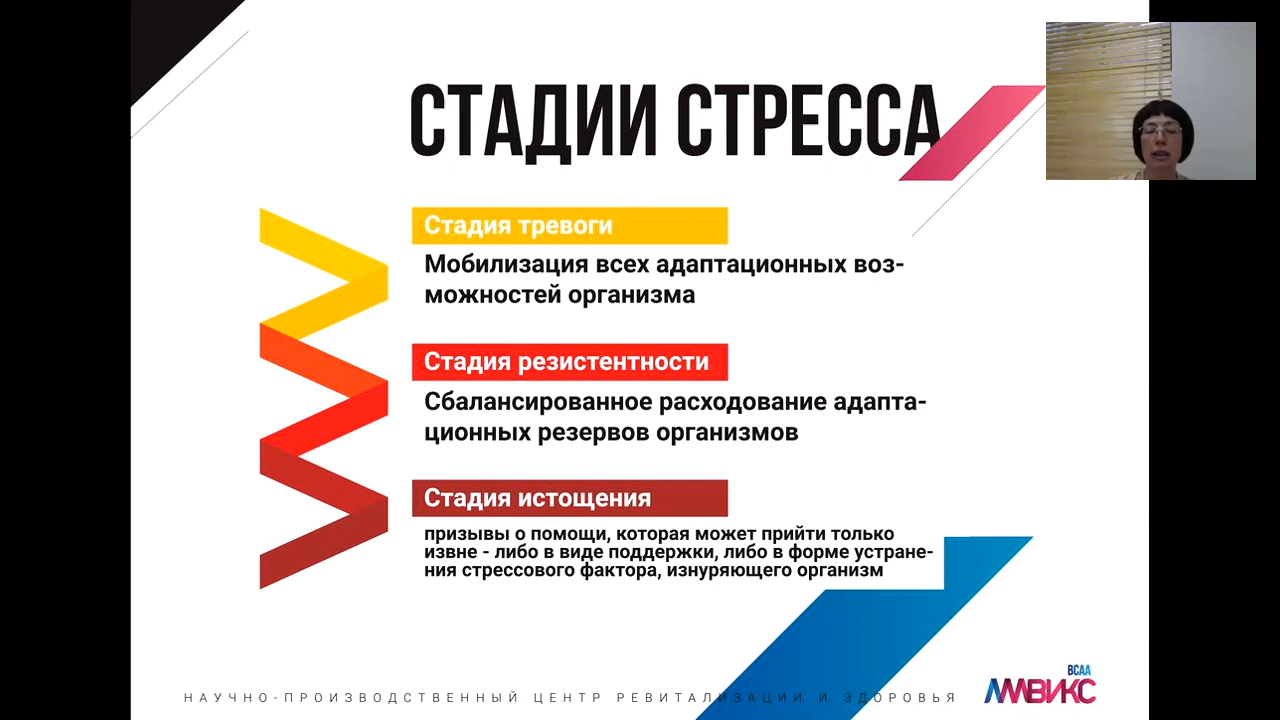 СТАДИИ СТРЕССА
Стадия тревоги
Мобилизация всех адаптационных воз-
можностей организма
Стадия резистентности
Сбалансированное расходование адапта-
ционных резервов организмов
Стадия истощения
призывы о помощи, которая может прийти только
извне - либо в виде поддержки, либо в форме устране-
ния стрессового фактора, изнуряющего организм
НАУЧНО-ПРОИЗВОДСТВЕННЫЙ ЦЕНТР РЕВИТАЛИЗАЦИИ И ЗДОРОВЬЯ
ВСАА